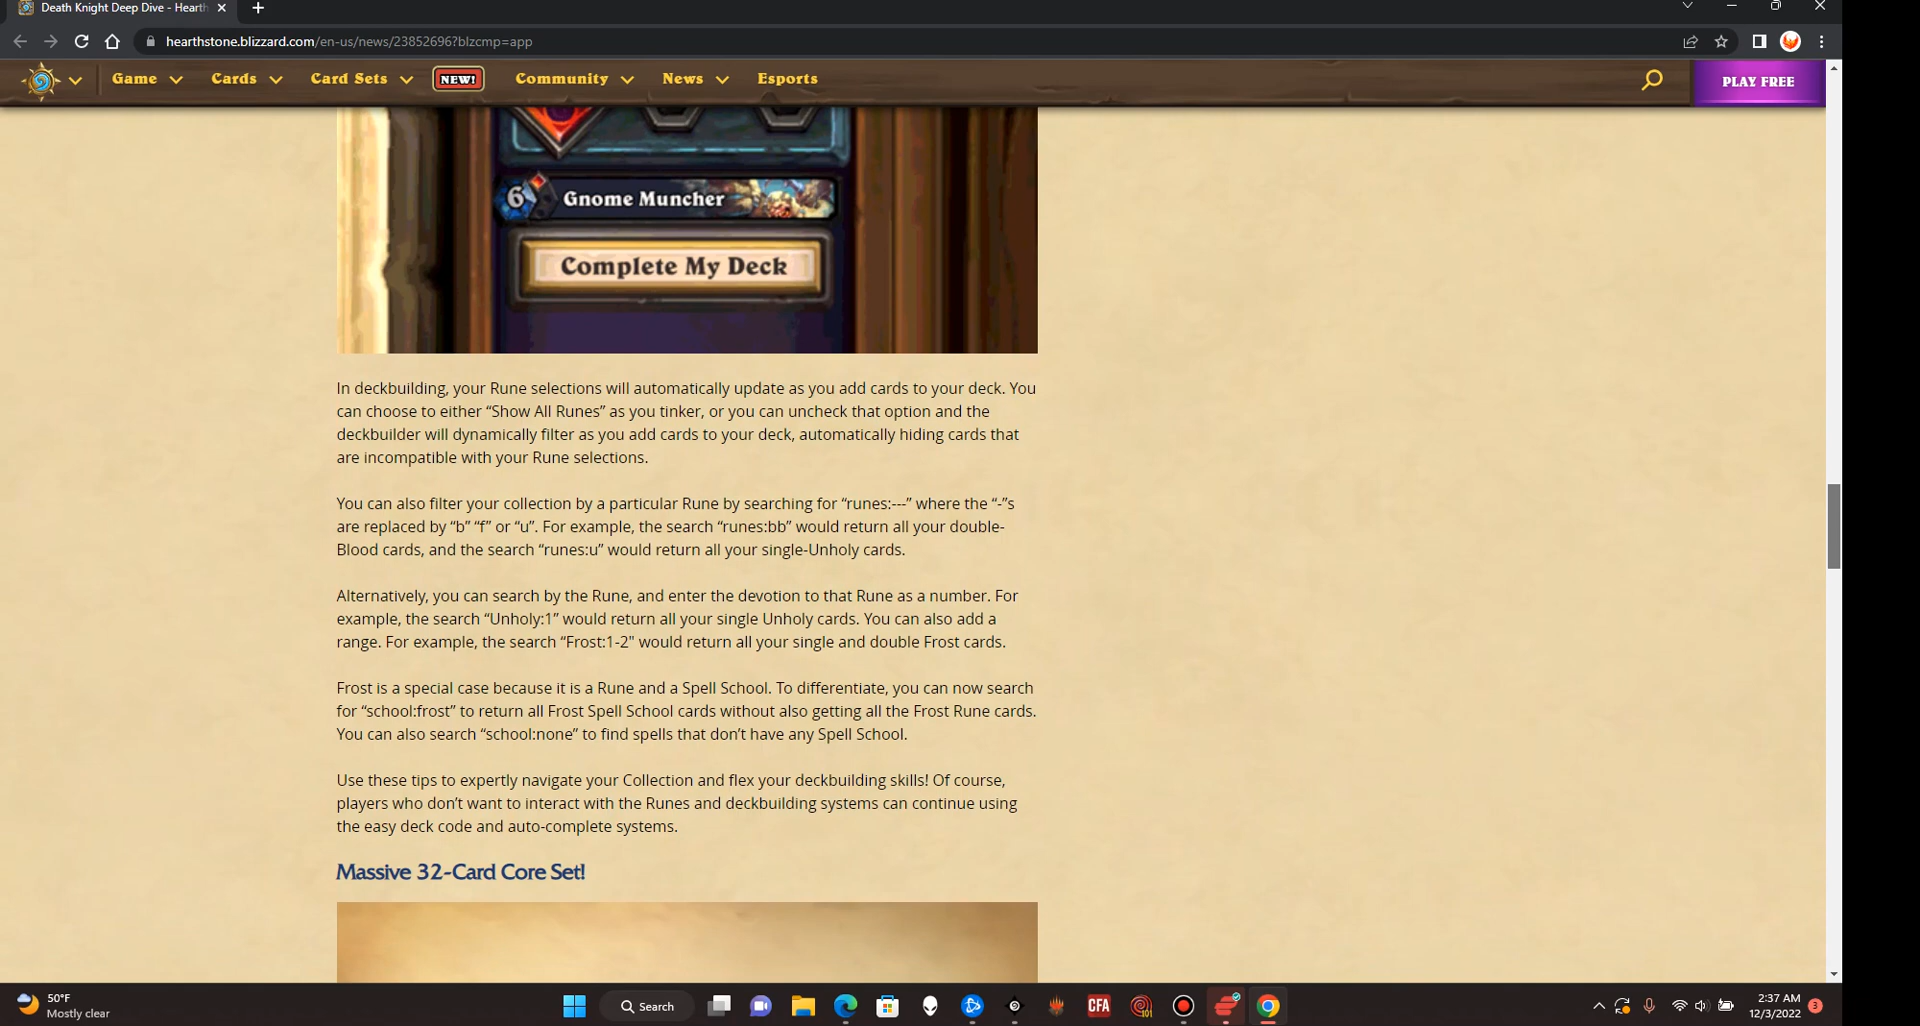 Death Knight Deep Dive - Hearth
hearthstone.blizzard.com/en-us/news/23852696?blzcmp=app
Game Cards Card Sets NEW! Community News Esports PLAY FREE
6 Gnome Muncher
Complete My Deck
In deckbuilding, your Rune selections will automatically update as you add cards to your deck. You
can choose to either “Show All Runes” as you tinker, or you can uncheck that option and the
deckbuilder will dynamically filter as you add cards to your deck, automatically hiding cards that
are incompatible with your Rune selections.
You can also filter your collection by a particular Rune by searching for “runes:---” where the “-”s
are replaced by “b” “f” or “u”. For example, the search “runes:bb” would return all your double-
Blood cards, and the search “runes:u” would return all your single-Unholy cards.
Alternatively, you can search by the Rune, and enter the devotion to that Rune as a number. For
example, the search “Unholy:1” would return all your single Unholy cards. You can also add a
range. For example, the search “Frost:1-2" would return all your single and double Frost cards.
Frost is a special case because it is a Rune and a Spell School. To differentiate, you can now search
for “school:frost” to return all Frost Spell School cards without also getting all the Frost Rune cards.
You can also search “school:none” to find spells that don’t have any Spell School.
Use these tips to expertly navigate your Collection and flex your deckbuilding skills! Of course,
players who don’t want to interact with the Runes and deckbuilding systems can continue using
the easy deck code and auto-complete systems.
Massive 32-Card Core Set!
50°F
Mostly clear
Search
CFA
101
2:37 AM
12/3/2022
3